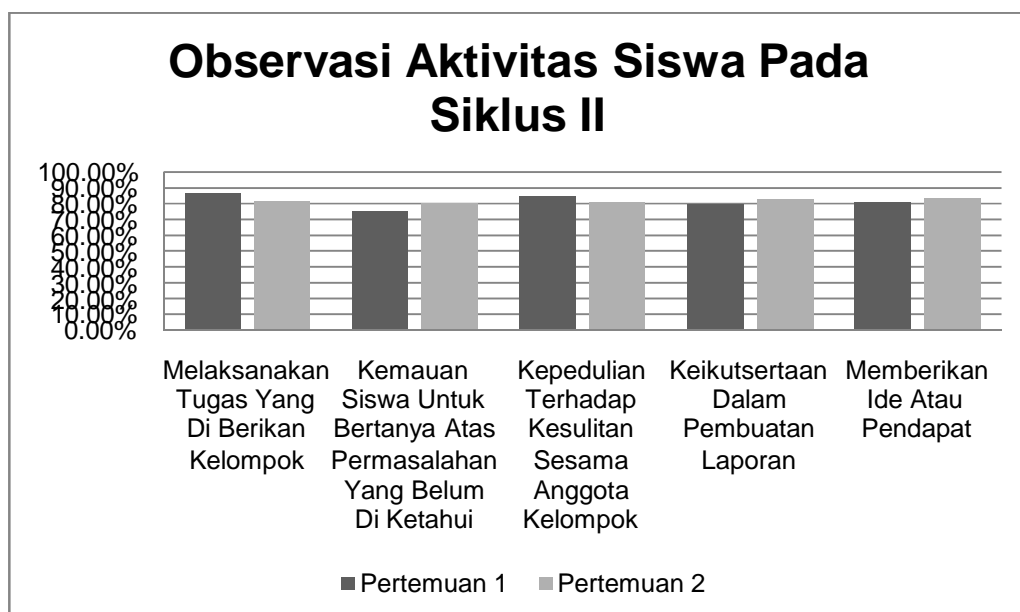 Observasi Aktivitas Siswa Pada
Siklus II
100.00%
90.00%
80.00%
70.00%
60.00%
50.00%
40.00%
30.00%
20.00%
10.00%
0.00%
Melaksanakan
Tugas Yang
Di Berikan
Kelompok
Kemauan
Siswa Untuk
Bertanya Atas
Permasalahan
Yang Belum
Di Ketahui
Kepedulian
Terhadap
Kesulitan
Sesama
Anggota
Kelompok
Keikutsertaan
Dalam
Pembuatan
Laporan
Memberikan
Ide Atau
Pendapat
Pertemuan 1
Pertemuan 2